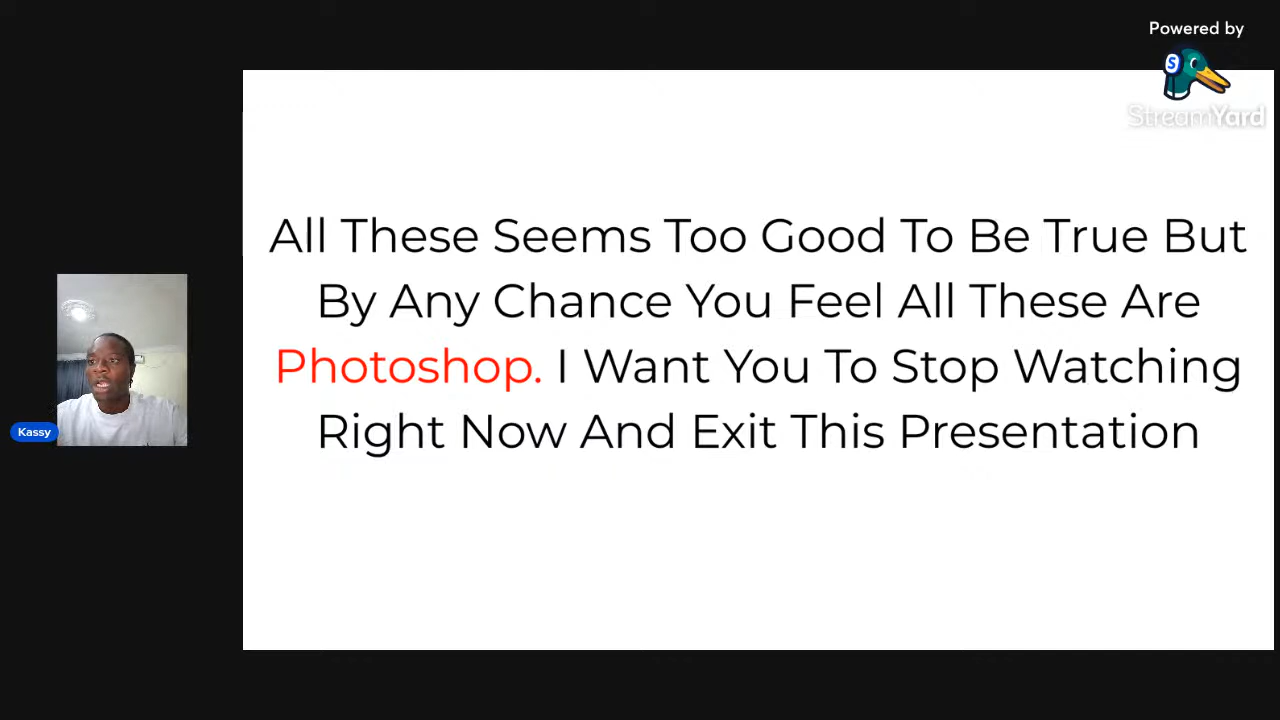 Powered by
StreamYard
All These Seems Too Good To Be True But
By Any Chance You Feel All These Are
Photoshop. I Want You To Stop Watching
Right Now And Exit This Presentation
Kassy